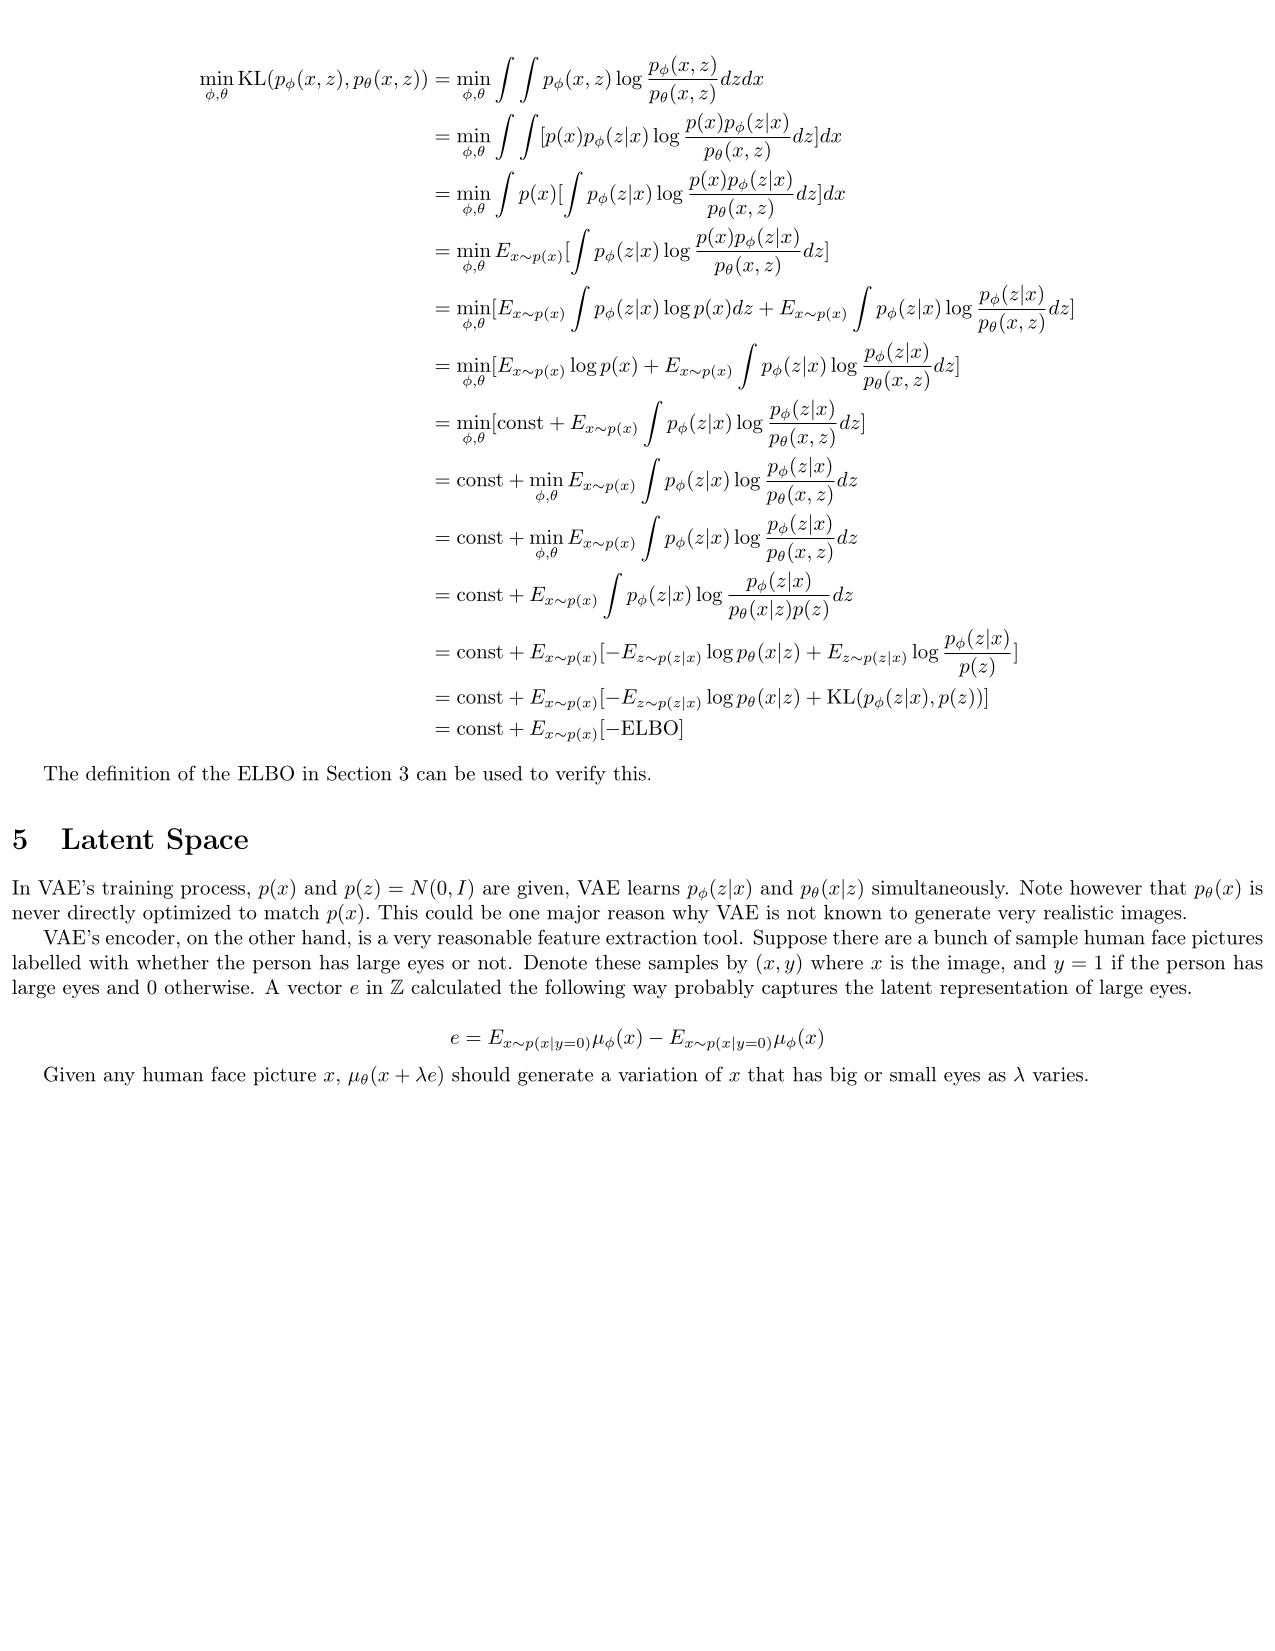 $\min_{\phi,\theta} \mathrm{KL}(p_\phi(x,z), p_\theta(x,z)) = \min_{\phi,\theta} \int \int p_\phi(x,z) \log \frac{p_\phi(x,z)}{p_\theta(x,z)} dzdx$
$= \min_{\phi,\theta} \int \int [p(x)p_\phi(z|x) \log \frac{p(x)p_\phi(z|x)}{p_\theta(x,z)} dz]dx$
$= \min_{\phi,\theta} \int p(x)[\int p_\phi(z|x) \log \frac{p(x)p_\phi(z|x)}{p_\theta(x,z)} dz]dx$
$= \min_{\phi,\theta} E_{x\sim p(x)}[\int p_\phi(z|x) \log \frac{p(x)p_\phi(z|x)}{p_\theta(x,z)} dz]$
$= \min_{\phi,\theta}[E_{x\sim p(x)} \int p_\phi(z|x) \log p(x)dz + E_{x\sim p(x)} \int p_\phi(z|x) \log \frac{p_\phi(z|x)}{p_\theta(x,z)} dz]$
$= \min_{\phi,\theta}[E_{x\sim p(x)} \log p(x) + E_{x\sim p(x)} \int p_\phi(z|x) \log \frac{p_\phi(z|x)}{p_\theta(x,z)} dz]$
$= \min_{\phi,\theta}[\text{const} + E_{x\sim p(x)} \int p_\phi(z|x) \log \frac{p_\phi(z|x)}{p_\theta(x,z)} dz]$
$= \text{const} + \min_{\phi,\theta} E_{x\sim p(x)} \int p_\phi(z|x) \log \frac{p_\phi(z|x)}{p_\theta(x,z)} dz$
$= \text{const} + \min_{\phi,\theta} E_{x\sim p(x)} \int p_\phi(z|x) \log \frac{p_\phi(z|x)}{p_\theta(x,z)} dz$
$= \text{const} + E_{x\sim p(x)} \int p_\phi(z|x) \log \frac{p_\phi(z|x)}{p_\theta(x|z)p(z)} dz$
$= \text{const} + E_{x\sim p(x)}[-E_{z\sim p(z|x)} \log p_\theta(x|z) + E_{z\sim p(z|x)} \log \frac{p_\phi(z|x)}{p(z)}]$
$= \text{const} + E_{x\sim p(x)}[-E_{z\sim p(z|x)} \log p_\theta(x|z) + \mathrm{KL}(p_\phi(z|x), p(z))]$
$= \text{const} + E_{x\sim p(x)}[-\mathrm{ELBO}]$
The definition of the ELBO in Section 3 can be used to verify this.
5 Latent Space
In VAE's training process, $p(x)$ and $p(z) = N(0, I)$ are given, VAE learns $p_\phi(z|x)$ and $p_\theta(x|z)$ simultaneously. Note however that $p_\theta(x)$ is
never directly optimized to match $p(x)$. This could be one major reason why VAE is not known to generate very realistic images.
VAE's encoder, on the other hand, is a very reasonable feature extraction tool. Suppose there are a bunch of sample human face pictures
labelled with whether the person has large eyes or not. Denote these samples by $(x, y)$ where $x$ is the image, and $y = 1$ if the person has
large eyes and 0 otherwise. A vector $e$ in $\mathbb{Z}$ calculated the following way probably captures the latent representation of large eyes.
$e = E_{x\sim p(x|y=0)}\mu_\phi(x) - E_{x\sim p(x|y=0)}\mu_\phi(x)$
Given any human face picture $x$, $\mu_\theta(x + \lambda e)$ should generate a variation of $x$ that has big or small eyes as $\lambda$ varies.